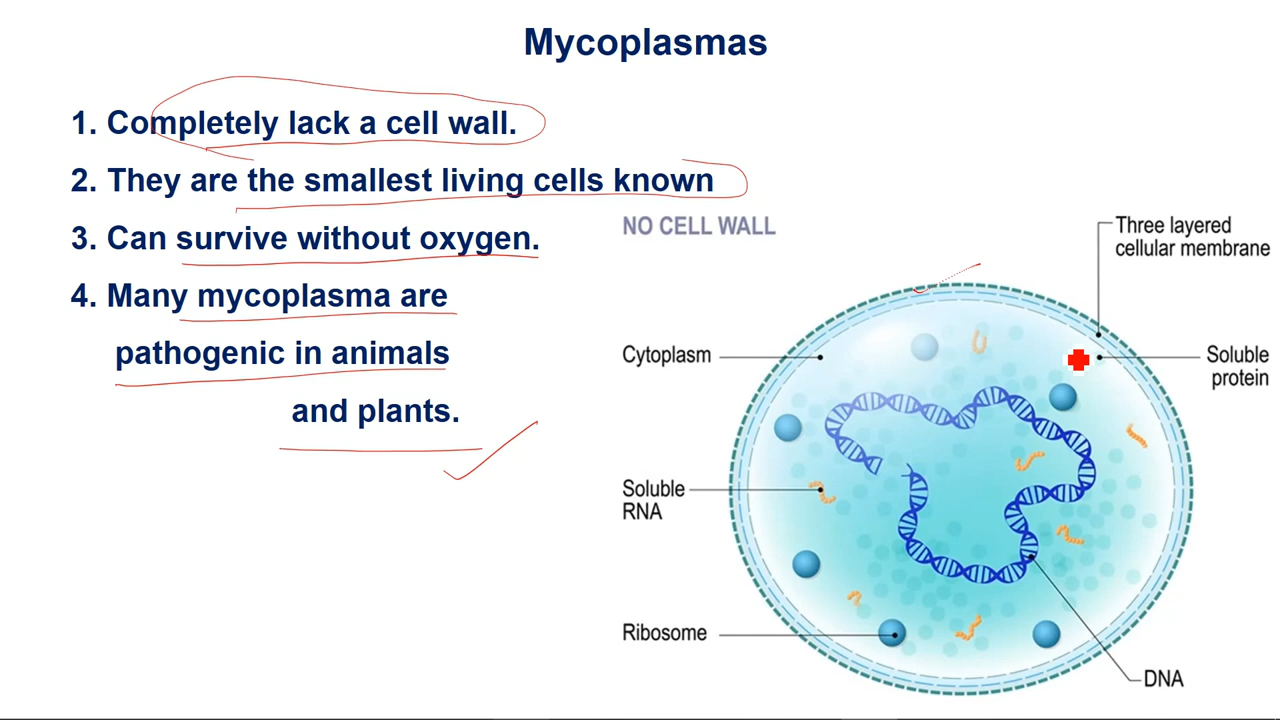 Mycoplasmas
1. Completely lack a cell wall.
2. They are the smallest living cells known
3. Can survive without oxygen.
4. Many mycoplasma are
pathogenic in animals
and plants.
NO CELL WALL
Three layered
cellular membrane
Cytoplasm
Soluble
protein
Soluble
RNA
Ribosome
DNA